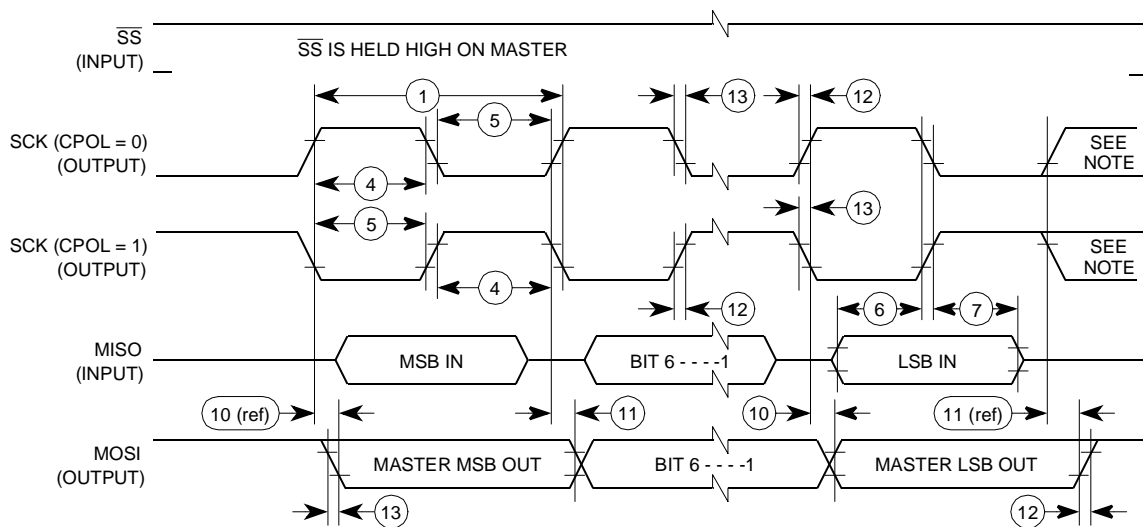 SS
(INPUT)
SS IS HELD HIGH ON MASTER
1
13
12
5
SCK (CPOL = 0)
(OUTPUT)
SEE
NOTE
4
5
13
SCK (CPOL = 1)
(OUTPUT)
SEE
NOTE
4
12
6
7
MISO
(INPUT)
MSB IN
BIT 6 - - - -1
LSB IN
10 (ref)
11
10
11 (ref)
MOSI
(OUTPUT)
MASTER MSB OUT
BIT 6 - - - -1
MASTER LSB OUT
13
12